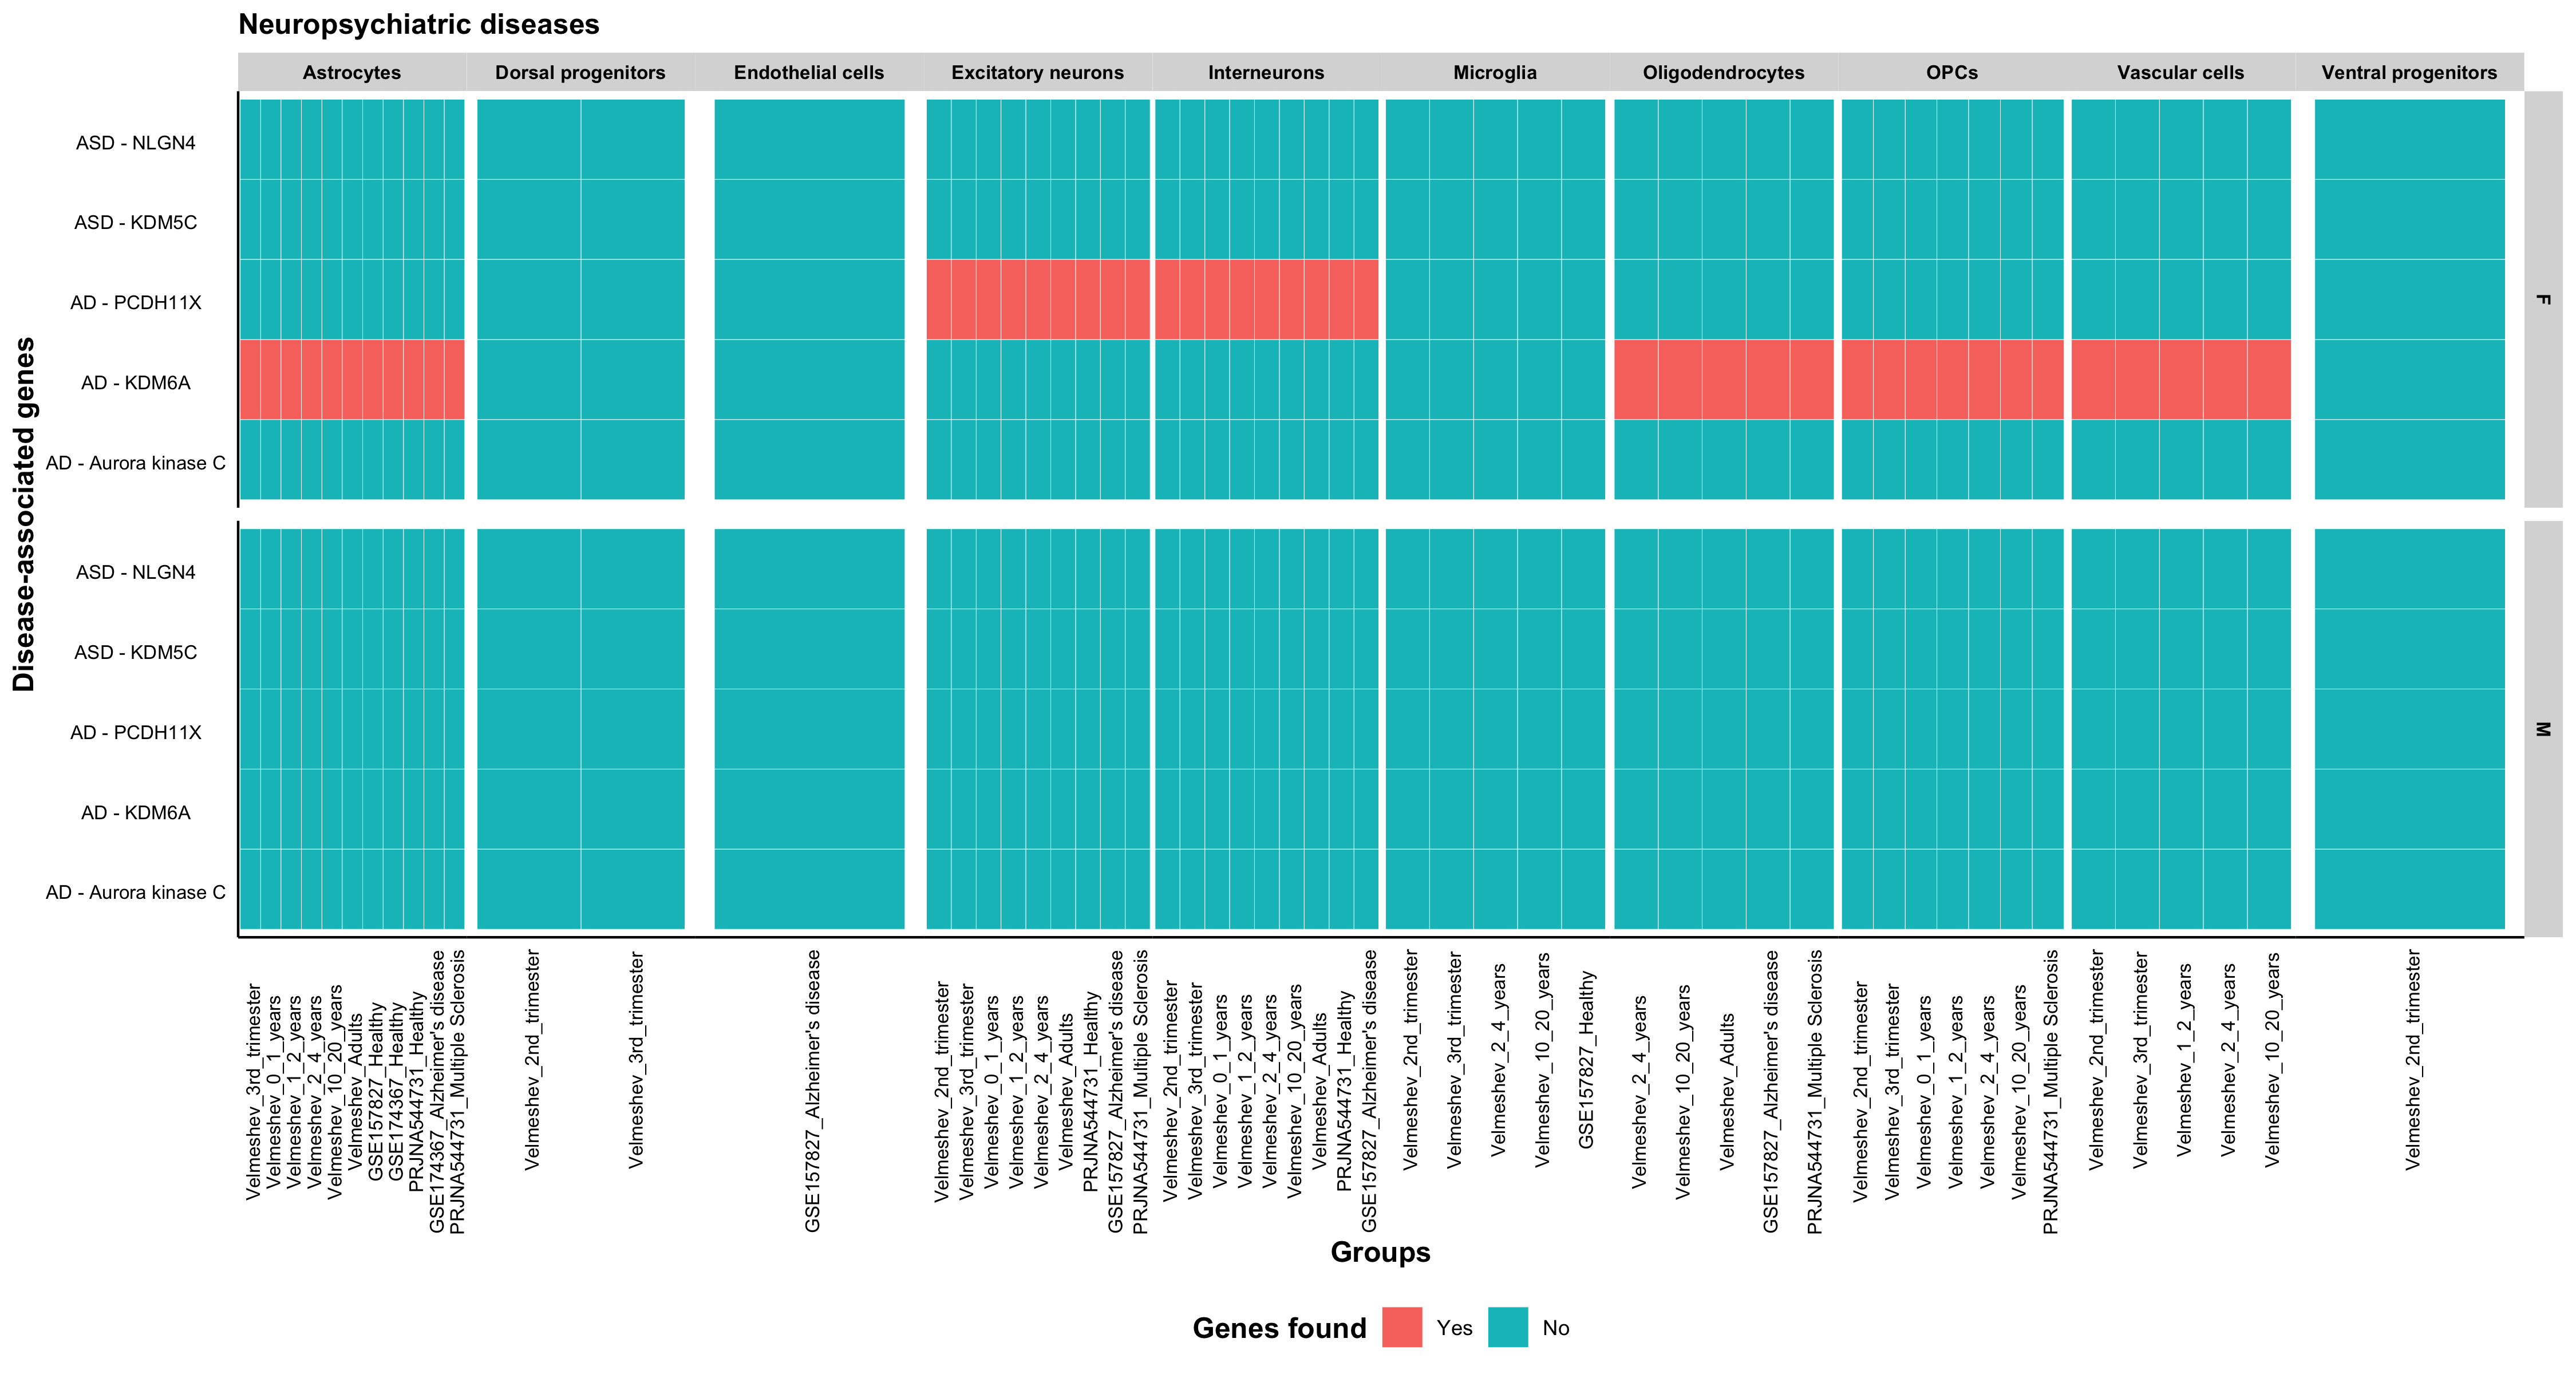 Neuropsychiatric diseases
Astrocytes
Dorsal progenitors
Endothelial cells
Excitatory neurons
Interneurons
Microglia
Oligodendrocytes
OPCs
Vascular cells
Ventral progenitors
Disease-associated genes
ASD - NLGN4
ASD - KDM5C
AD - PCDH11X
AD - KDM6A
AD - Aurora kinase C
F
ASD - NLGN4
ASD - KDM5C
AD - PCDH11X
AD - KDM6A
AD - Aurora kinase C
M
Velmeshev_3rd_trimester
Velmeshev_0_1_years
Velmeshev_1_2_years
Velmeshev_2_4_years
Velmeshev_10_20_years
Velmeshev_Adults
GSE157827_Healthy
GSE174367_Healthy
PRJNA544731_Healthy
GSE174367_Alzheimer's disease
PRJNA544731_Multiple Sclerosis
Velmeshev_2nd_trimester
Velmeshev_3rd_trimester
GSE157827_Alzheimer's disease
Velmeshev_2nd_trimester
Velmeshev_3rd_trimester
Velmeshev_0_1_years
Velmeshev_1_2_years
Velmeshev_2_4_years
Velmeshev_Adults
PRJNA544731_Healthy
GSE157827_Alzheimer's disease
PRJNA544731_Multiple Sclerosis
Velmeshev_2nd_trimester
Velmeshev_3rd_trimester
Velmeshev_0_1_years
Velmeshev_1_2_years
Velmeshev_2_4_years
Velmeshev_10_20_years
Velmeshev_Adults
PRJNA544731_Healthy
GSE157827_Alzheimer's disease
Velmeshev_2nd_trimester
Velmeshev_3rd_trimester
Velmeshev_2_4_years
Velmeshev_10_20_years
GSE157827_Healthy
Velmeshev_2_4_years
Velmeshev_10_20_years
Velmeshev_Adults
GSE157827_Alzheimer's disease
PRJNA544731_Multiple Sclerosis
Velmeshev_2nd_trimester
Velmeshev_3rd_trimester
Velmeshev_0_1_years
Velmeshev_1_2_years
Velmeshev_2_4_years
Velmeshev_10_20_years
PRJNA544731_Multiple Sclerosis
Velmeshev_2nd_trimester
Velmeshev_3rd_trimester
Velmeshev_1_2_years
Velmeshev_2_4_years
Velmeshev_10_20_years
Velmeshev_2nd_trimester
Groups
Genes found
Yes
No